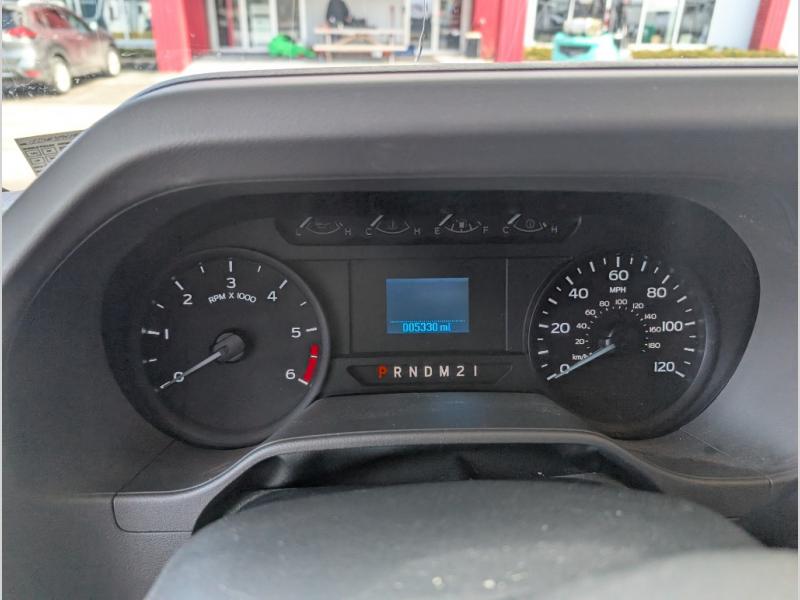 L H C H E F C H
0 1 2 3 4 5 6
RPM X 1000
005330 mi
P R N D M 2 1
0 20 40 60 80 100 120
MPH
20 40 60 80 100 120 140 160 180
km/h